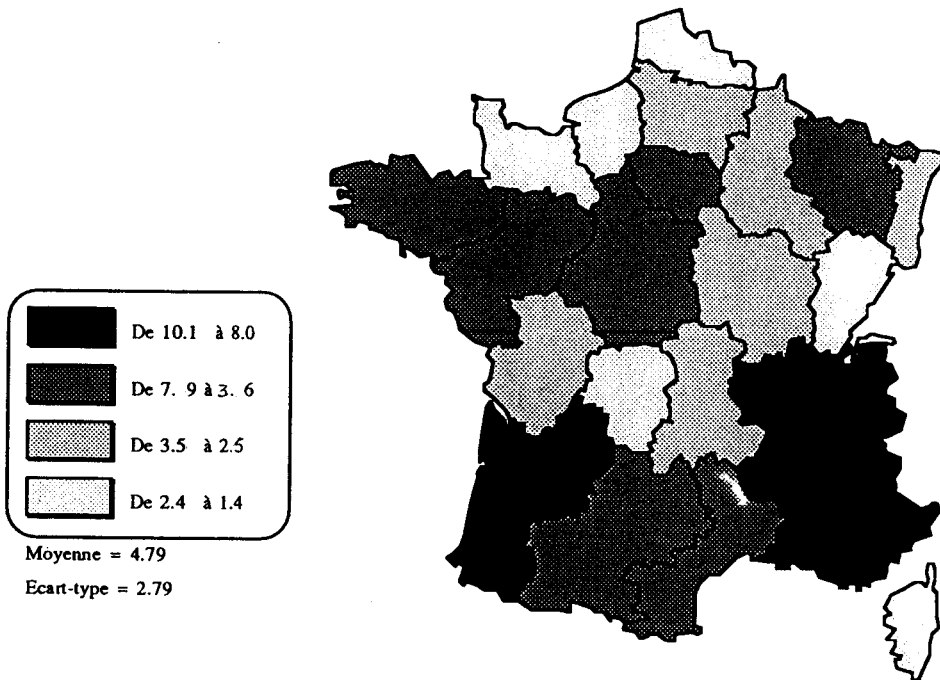 De 10.1 à 8.0
De 7. 9 à 3. 6
De 3.5 à 2.5
De 2.4 à 1.4
Moyenne = 4.79
Ecart-type = 2.79